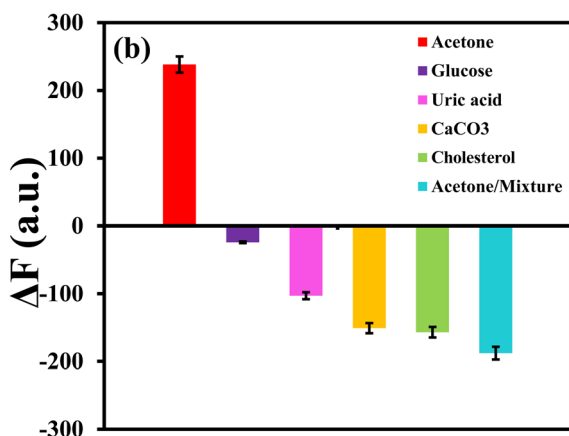 (b)
300
200
100
0
-100
-200
-300
ΔF (a.u.)
Acetone
Glucose
Uric acid
CaCO3
Cholesterol
Acetone/Mixture